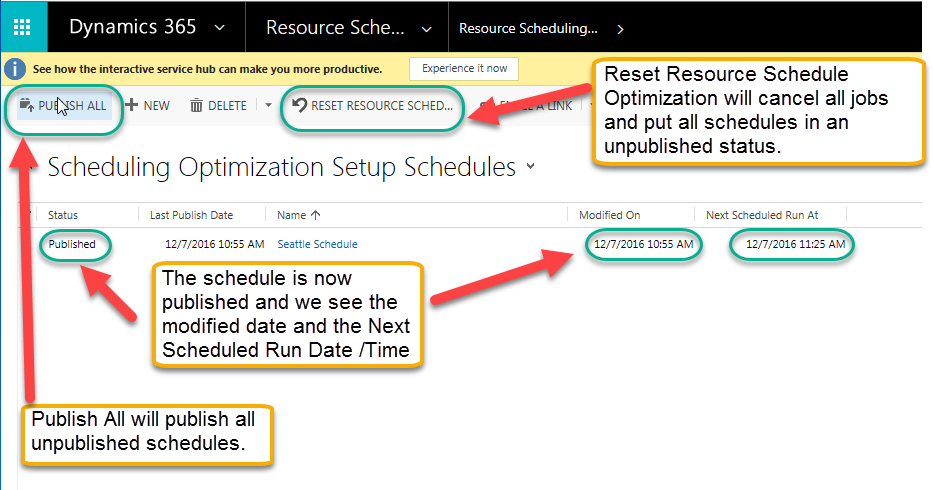 Dynamics 365 Resource Sche... Resource Scheduling...
See how the interactive service hub can make you more productive. Experience it now
PUBLISH ALL NEW DELETE RESET RESOURCE SCHED... A LINK
Reset Resource Schedule
Optimization will cancel all jobs
and put all schedules in an
unpublished status.
Scheduling Optimization Setup Schedules
Status Last Publish Date Name Modified On Next Scheduled Run At
Published 12/7/2016 10:55 AM Seattle Schedule 12/7/2016 10:55 AM 12/7/2016 11:25 AM
The schedule is now
published and we see the
modified date and the Next
Scheduled Run Date /Time
Publish All will publish all
unpublished schedules.